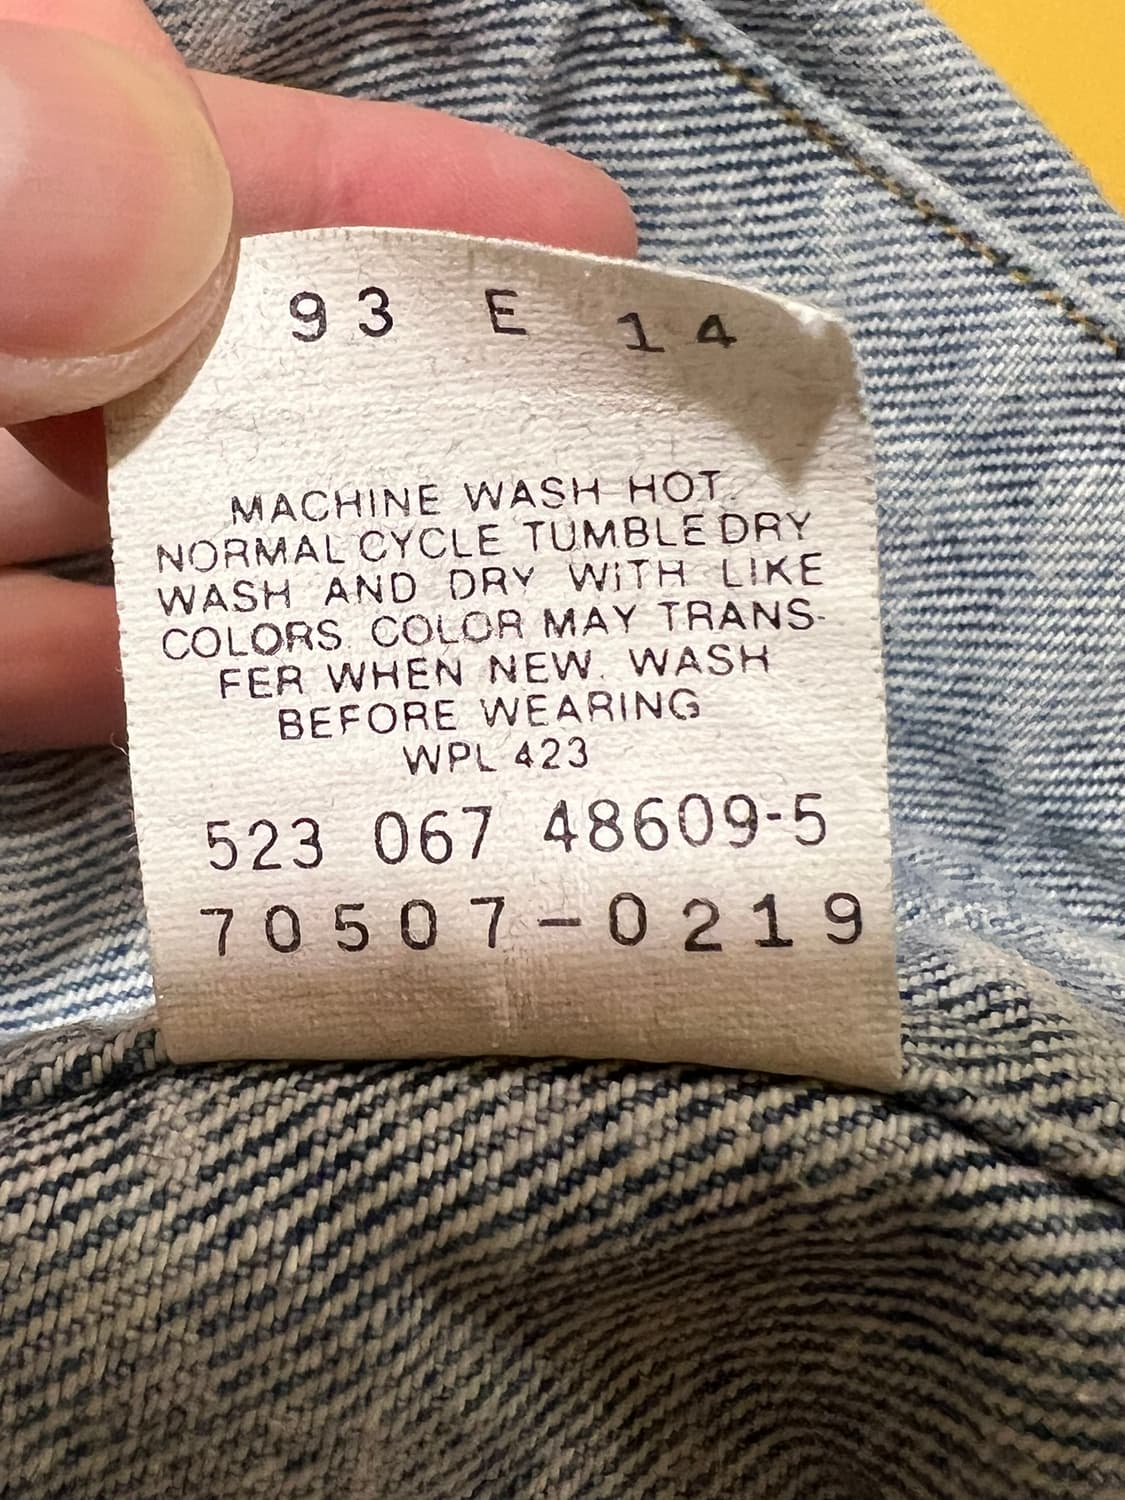 93 E 14
MACHINE WASH HOT.
NORMAL CYCLE TUMBLE DRY
WASH AND DRY WITH LIKE
COLORS. COLOR MAY TRANS-
FER WHEN NEW. WASH
BEFORE WEARING
WPL 423
523 067 48609-5
70507-0219